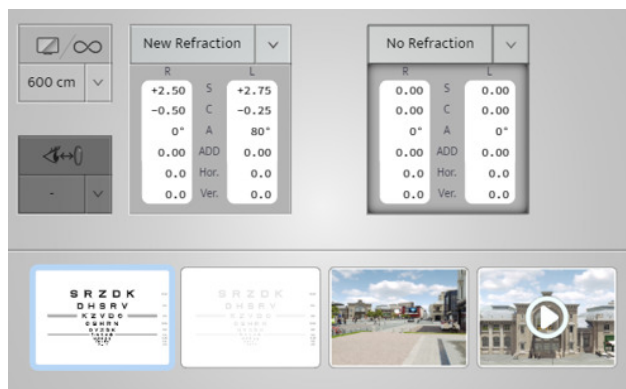 600 cm
-
New Refraction
R L
+2.50 S +2.75
-0.50 C -0.25
0° A 80°
0.00 ADD 0.00
0.0 Hor. 0.0
0.0 Ver. 0.0
No Refraction
R L
0.00 S 0.00
0.00 C 0.00
0° A 0°
0.00 ADD 0.00
0.0 Hor. 0.0
0.0 Ver. 0.0
S R Z D K
D H S R V
K Z V D C
S R Z D K
D H S R V